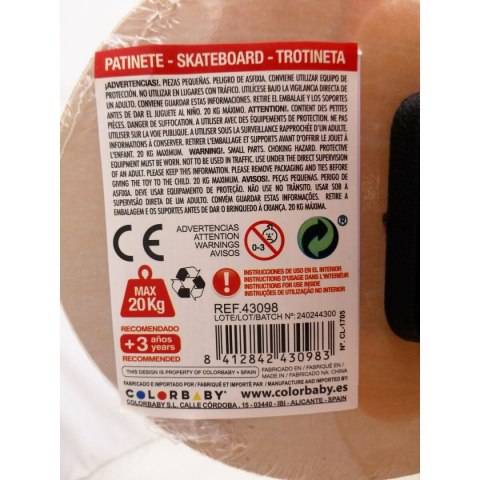 PATINETE - SKATEBOARD - TROTINETA
¡ADVERTENCIAS!. PIEZAS PEQUEÑAS. PELIGRO DE ASFIXIA. CONVIENE UTILIZAR EQUIPO DE
PROTECCIÓN. NO UTILIZAR EN LUGARES CON TRÁFICO. UTILÍCESE BAJO LA VIGILANCIA DIRECTA DE
UN ADULTO. CONVIENE GUARDAR ESTAS INFORMACIONES. RETIRE EL EMBALAJE Y LOS SOPORTES
ANTES DE DAR EL JUGUETE AL NIÑO. 20 KG MÁXIMO. ATTENTION!. CONTIENT DES PETITES
PIÈCES. DANGER DE SUFFOCATION. A UTILISER AVEC DES ÉQUIPEMENTS DE PROTECTION. NE PAS
UTILISER SUR LA VOIE PUBLIQUE. A UTILISER SOUS LA SURVEILLANCE RAPPROCHÉE D'UN ADULTE.
INFORMATIONS À CONSERVER. RETIRER L'EMBALLAGE ET LES SUPPORTS AVANT D'OFFRIR LE JOUET À
L'ENFANT. 20 KG MAXIMUM. WARNING!. SMALL PARTS. CHOKING HAZARD. PROTECTIVE
EQUIPMENT MUST BE WORN. NOT TO BE USED IN TRAFFIC. USE UNDER THE DIRECT SUPERVISION
OF AN ADULT. PLEASE KEEP THIS INFORMATION. PLEASE REMOVE PACKAGING AND TIES BEFORE
GIVING THE TOY TO THE CHILD. 20 KG MAXIMUM. AVISOS!. PEÇAS PEQUENAS. PERIGO DE
ASFIXIA. DEVE USAR EQUIPAMENTO DE PROTEÇÃO. NÃO USE NO TRÂNSITO. USAR SOB A
SUPERVISÃO DIRETA DE UM ADULTO. CONVÉM GUARDAR ESTAS INFORMAÇÕES. RETIRE A
EMBALAGEM E OS SUPORTES ANTES DE DAR O BRINQUEDO À CRIANÇA. 20 KG MÁXIMA.
CE
ADVERTENCIAS
ATTENTION
WARNINGS
AVISOS
0-3
®
MAX
20Kg
INSTRUCCIONES DE USO EN EL INTERIOR
INSTRUCTIONS D'USAGE À L'INTÉRIEUR
INSTRUCTIONS FOR USE INSIDE
INSTRUÇÕES DE UTILIZAÇÃO NO INTERIOR
REF.43098
LOTE/LOT/BATCH Nº: 240244300
RECOMENDADO
+3 años
years
RECOMMENDED
8 412842 430983
Nº CL-1705
THIS DESIGN IS PROPERTY OF COLORBABY • SPAIN
FABRICADO EN / FABRIQUÉ EN /
MADE IN / FABRICADO NA: CHINA
FABRICADO E IMPORTADO POR / FABRIQUÉ ET IMPORTÉ PAR / MANUFACTURE AND IMPORTED BY:
COLORBABY® www.colorbaby.es
COLORBABY S.L. CALLE CÓRDOBA , 15 - 03440 - IBI - ALICANTE - SPAIN